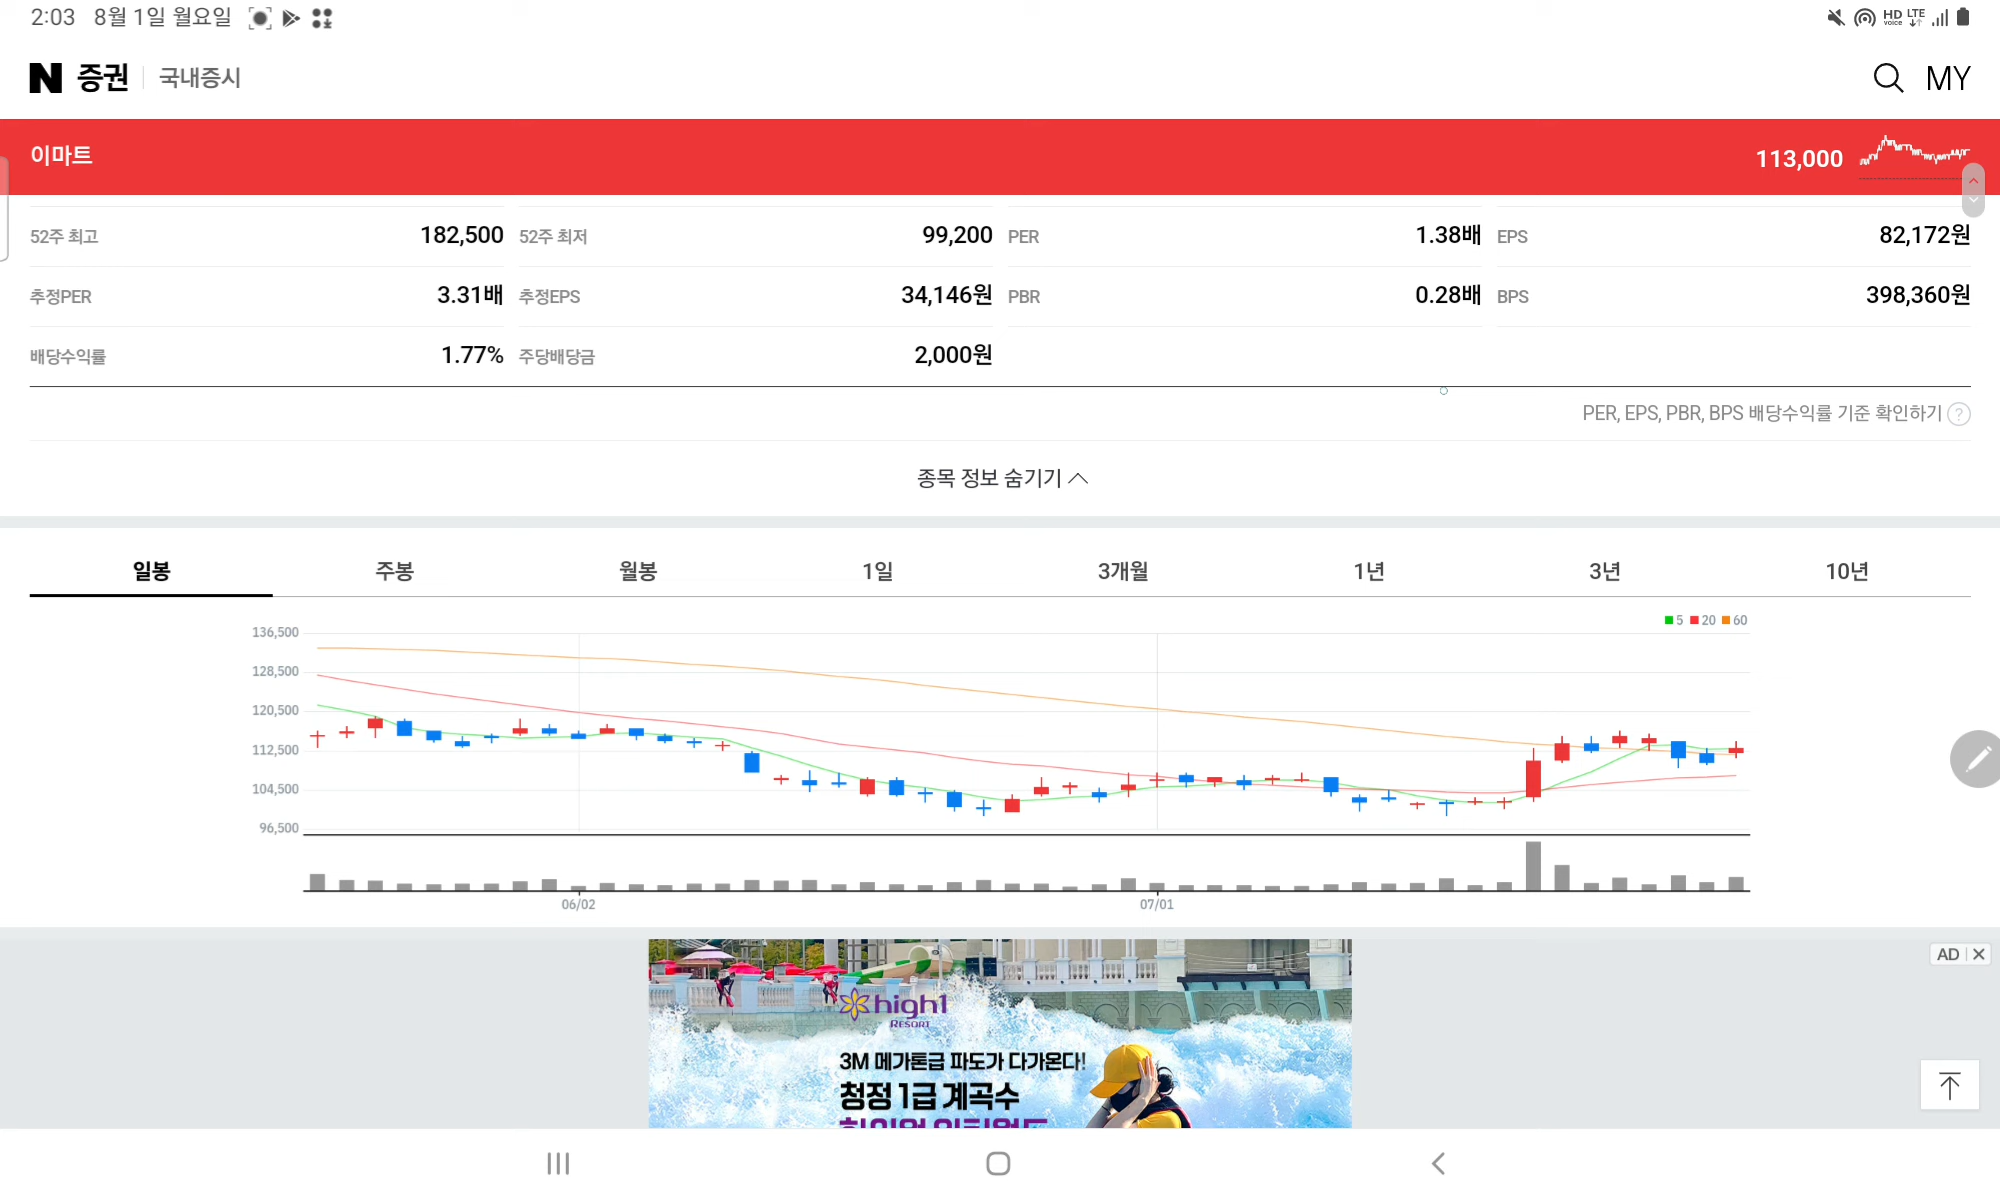 2:03 8월 1일 월요일
HD voice LTE
N 증권 국내증시
MY
이마트
113,000
52주 최고 182,500 52주 최저 99,200 PER 1.38배 EPS 82,172원
추정PER 3.31배 추정EPS 34,146원 PBR 0.28배 BPS 398,360원
배당수익률 1.77% 주당배당금 2,000원
PER, EPS, PBR, BPS 배당수익률 기준 확인하기 ?
종목 정보 숨기기
일봉 주봉 월봉 1일 3개월 1년 3년 10년
5 20 60
136,500
128,500
120,500
112,500
104,500
96,500
06/02 07/01
AD
high1
RESORT
3M 메가톤급 파도가 다가온다!
청정 1급 계곡수